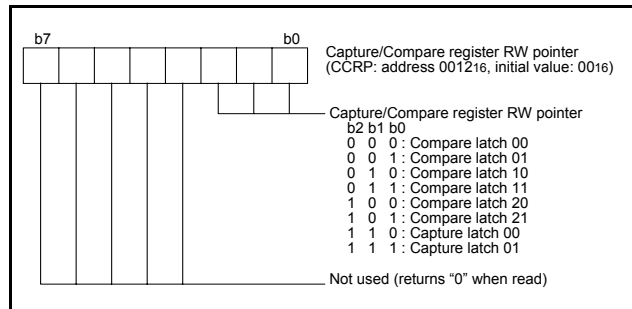 b7 b0
Capture/Compare register RW pointer
(CCRP: address 001216, initial value: 0016)
Capture/Compare register RW pointer
b2 b1 b0
0 0 0 : Compare latch 00
0 0 1 : Compare latch 01
0 1 0 : Compare latch 10
0 1 1 : Compare latch 11
1 0 0 : Compare latch 20
1 0 1 : Compare latch 21
1 1 0 : Capture latch 00
1 1 1 : Capture latch 01
Not used (returns “0” when read)